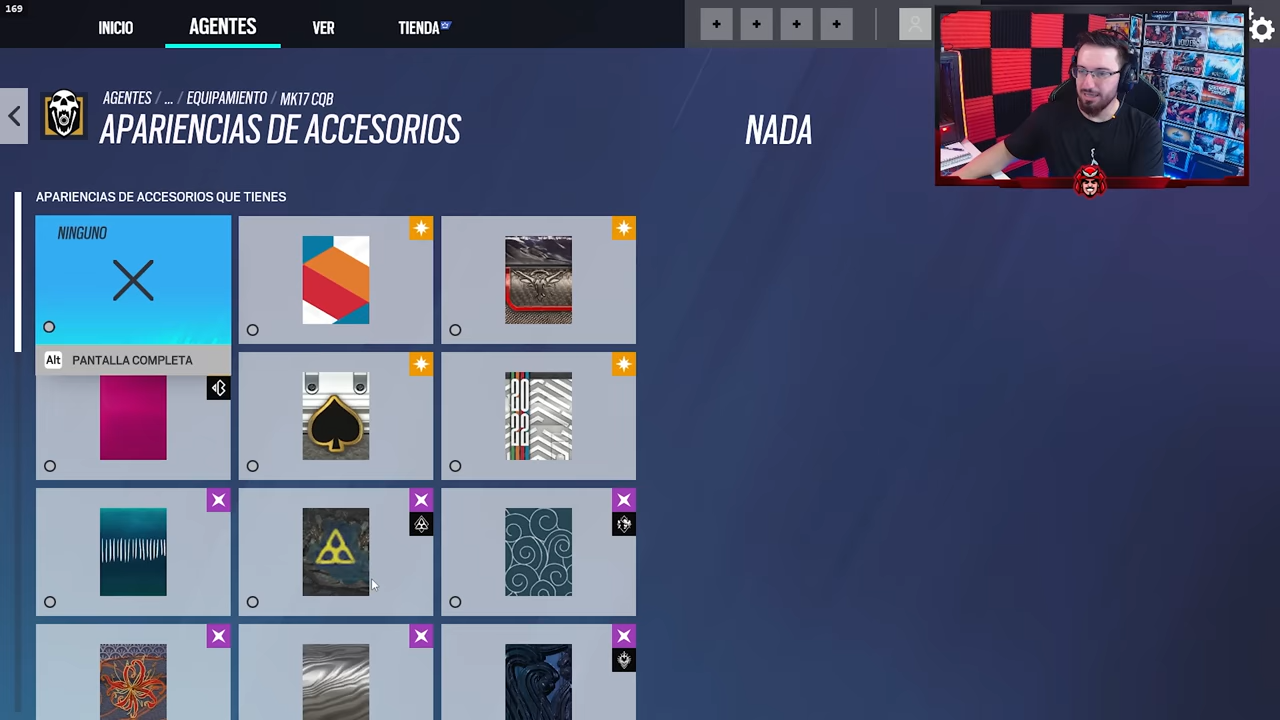 169
INICIO
AGENTES
VER
TIENDA
AGENTES / ... / EQUIPAMIENTO / MK17 CQB
APARIENCIAS DE ACCESORIOS
NADA
APARIENCIAS DE ACCESORIOS QUE TIENES
NINGUNO
Alt PANTALLA COMPLETA
20
22